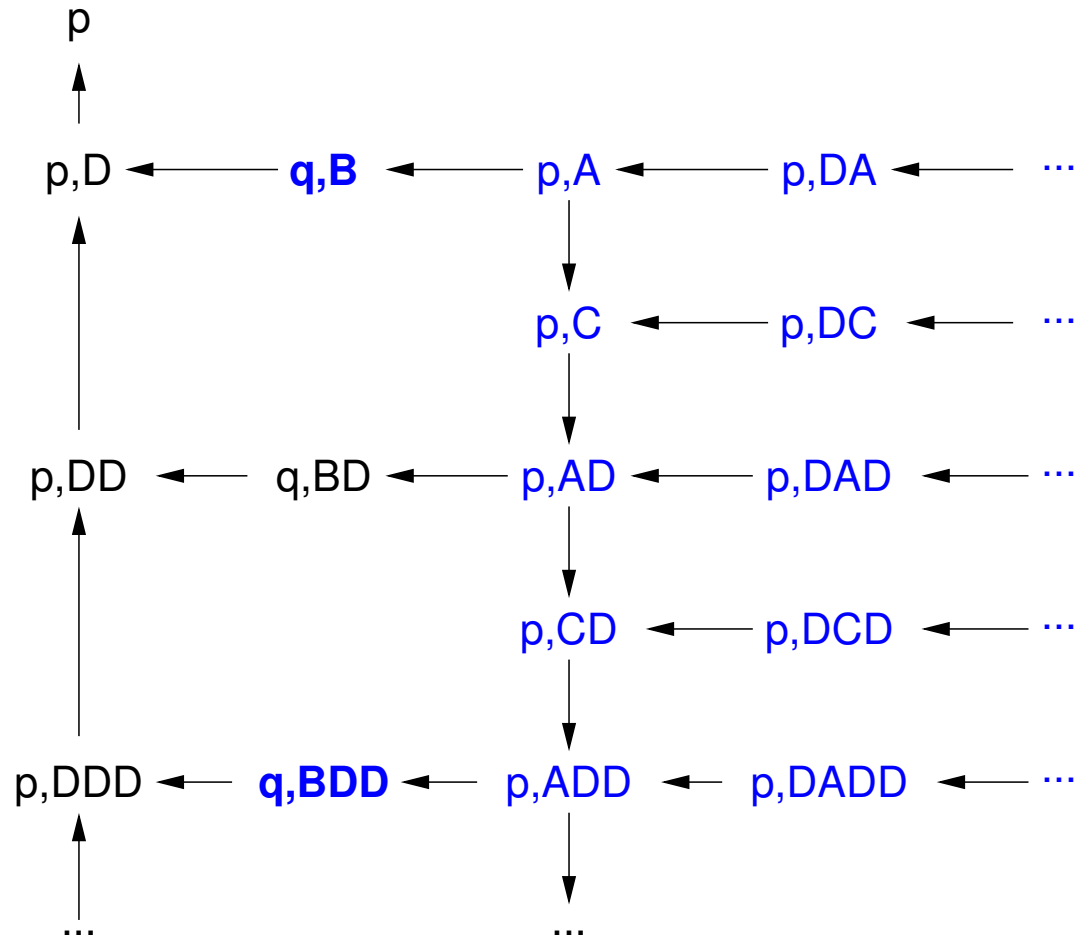 p
p,D q,B p,A p,DA ...
p,C p,DC ...
p,DD q,BD p,AD p,DAD ...
p,CD p,DCD ...
p,DDD q,BDD p,ADD p,DADD ...
... ...